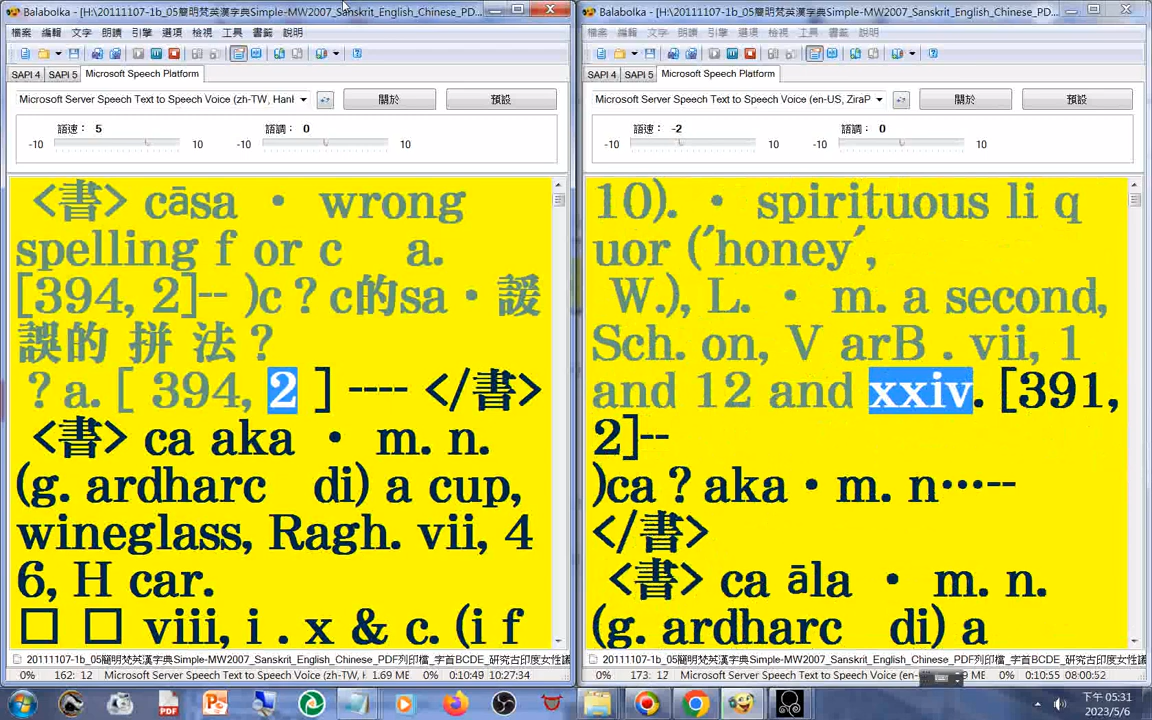 Balabolka - [H:\20111107-1b_05簡明梵英漢字典Simple-MW2007_Sanskrit_English_Chinese_PD...
檔案 編輯 文字 朗讀 引擎 選項 檢視 工具 書籤 說明
SAPI 4 SAPI 5 Microsoft Speech Platform
Microsoft Server Speech Text to Speech Voice (zh-TW, Hanl
關於 預設
語速： 5 語調： 0
-10 10 -10 10
<書> cāsa • wrong
spelling f or c a.
[394, 2]-- )c？c的sa • 諼
誤的 拼 法？
？a. [ 394, 2 ] ---- </書>
<書> ca aka • m. n.
(g. ardharc di) a cup,
wineglass, Ragh. vii, 4
6, H car.
□ □ viii, i . x & c. (i f
20111107-1b_05簡明梵英漢字典Simple-MW2007_Sanskrit_English_Chinese_PDF列印檔_字首BCDE_研究古印度女性議
0% 162: 12 Microsoft Server Speech Text to Speech Voice (zh-TW, H 1.69 MB 0% 0:10:49 10:27:34
Balabolka - [H:\20111107-1b_05簡明梵英漢字典Simple-MW2007_Sanskrit_English_Chinese_PD...
檔案 編輯 文字 朗讀 引擎 選項 檢視 工具 書籤 說明
SAPI 4 SAPI 5 Microsoft Speech Platform
Microsoft Server Speech Text to Speech Voice (en-US, ZiraP
關於 預設
語速： -2 語調： 0
-10 10 -10 10
10). • spirituous li q
uor (′honey′,
W.), L. • m. a second,
Sch. on, V arB . vii, 1
and 12 and xxiv. [391,
2]--
)ca？aka • m. n…--
</書>
<書> ca āla • m. n.
(g. ardharc di) a
20111107-1b_05簡明梵英漢字典Simple-MW2007_Sanskrit_English_Chinese_PDF列印檔_字首BCDE_研究古印度女性議
0% 173: 12 Microsoft Server Speech Text to Speech Voice (en-U 9 MB 0% 0:10:55 08:00:52
下午 05:31
2023/5/6